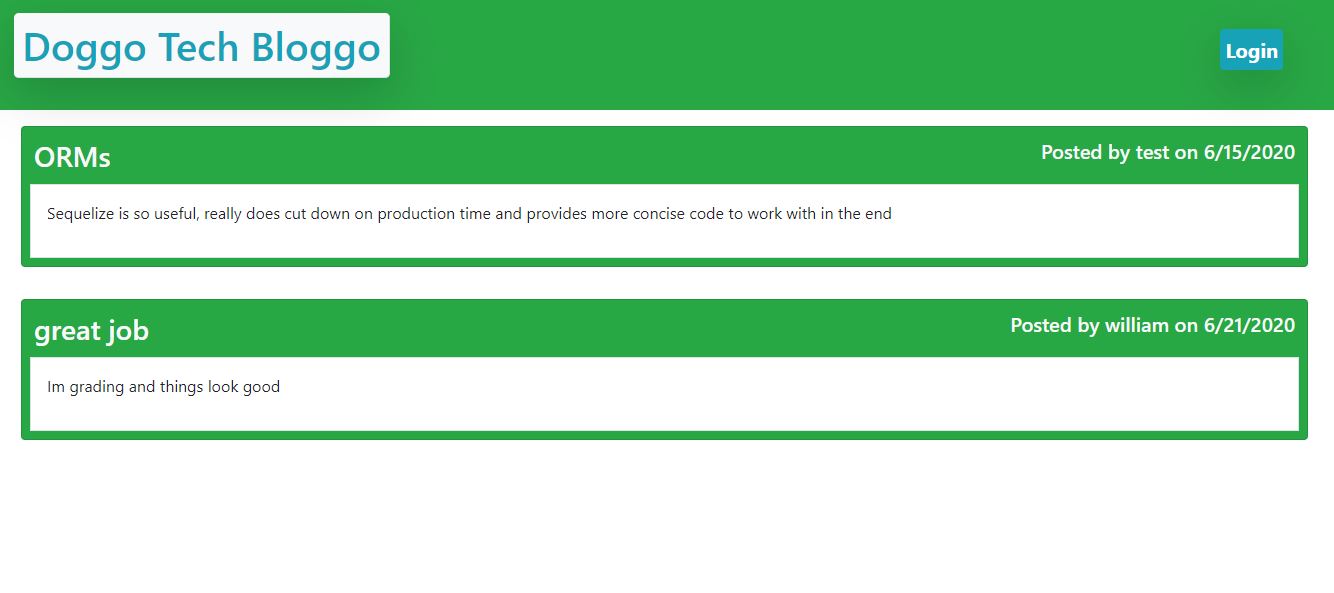 Doggo Tech Bloggo
Login
ORMs
Posted by test on 6/15/2020
Sequelize is so useful, really does cut down on production time and provides more concise code to work with in the end
great job
Posted by william on 6/21/2020
Im grading and things look good